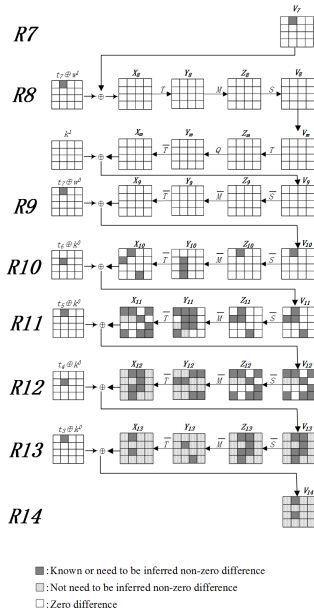 R7
V₇
R8
t₇ ⊕ w¹
X₈
Y₈
Z₈
V₈
T
M
S
k¹
Xₘ
Yₘ
Zₘ
Vₘ
T̅
Q
T
R9
t₇ ⊕ w⁰
X₉
Y₉
Z₉
V₉
T̅
M̅
S̅
R10
t₆ ⊕ k⁰
X₁₀
Y₁₀
Z₁₀
V₁₀
T̅
M̅
S̅
R11
t₅ ⊕ k⁰
X₁₁
Y₁₁
Z₁₁
V₁₁
T̅
M̅
S̅
R12
t₄ ⊕ k⁰
X₁₂
Y₁₂
Z₁₂
V₁₂
T̅
M̅
S̅
R13
t₃ ⊕ k⁰
X₁₃
Y₁₃
Z₁₃
V₁₃
T̅
M̅
S̅
R14
V₁₄
: Known or need to be inferred non-zero difference
: Not need to be inferred non-zero difference
: Zero difference